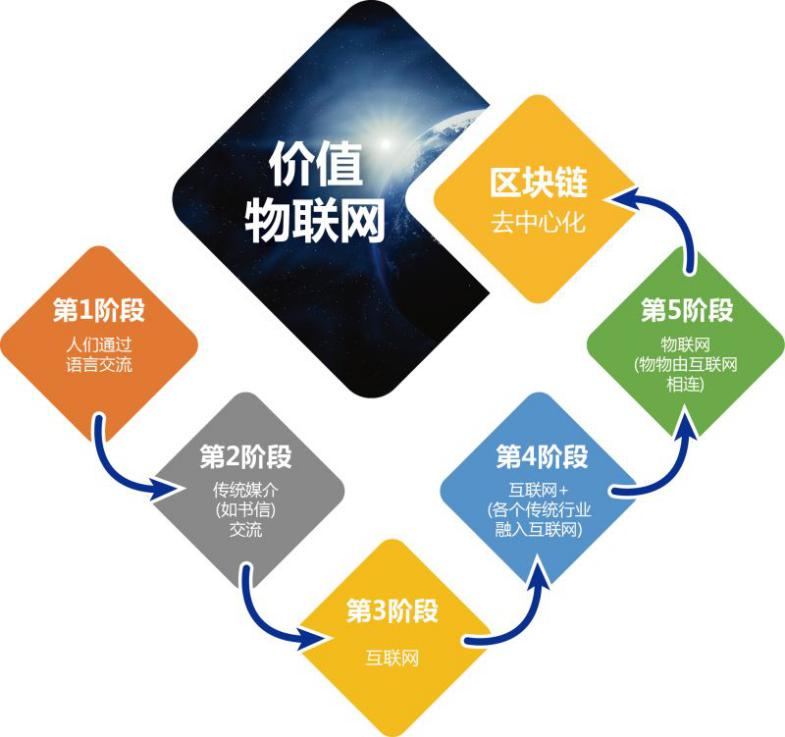 价值
物联网
区块链
去中心化
第1阶段
人们通过
语言交流
第2阶段
传统媒介
(如书信)
交流
第3阶段
互联网
第4阶段
互联网+
(各个传统行业
融入互联网)
第5阶段
物联网
(物物由互联网
相连)